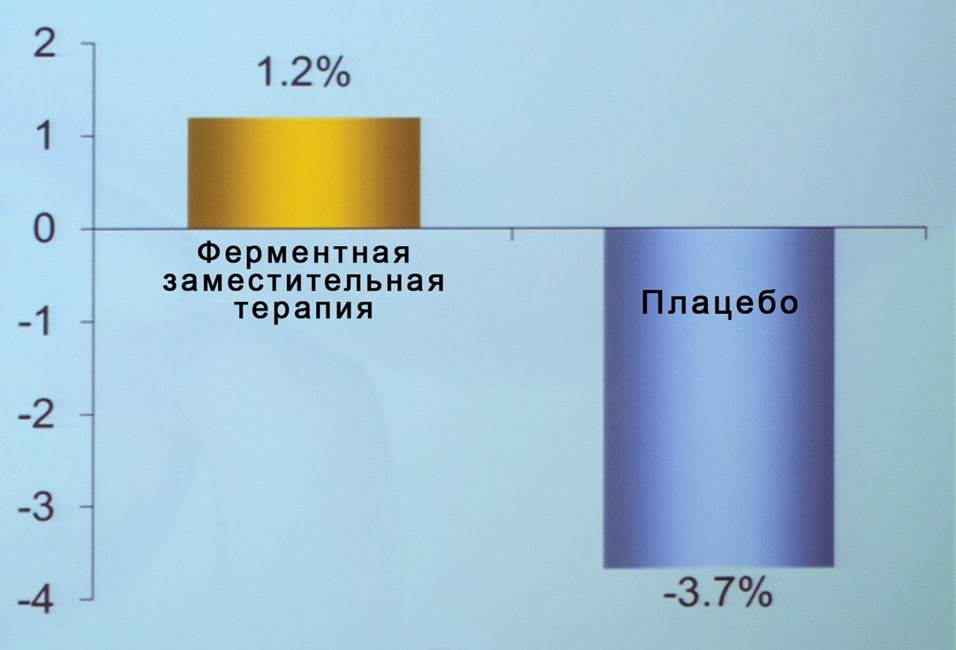 2
1.2%
1
0
Ферментная
заместительная
терапия
Плацебо
-1
-2
-3
-3.7%
-4